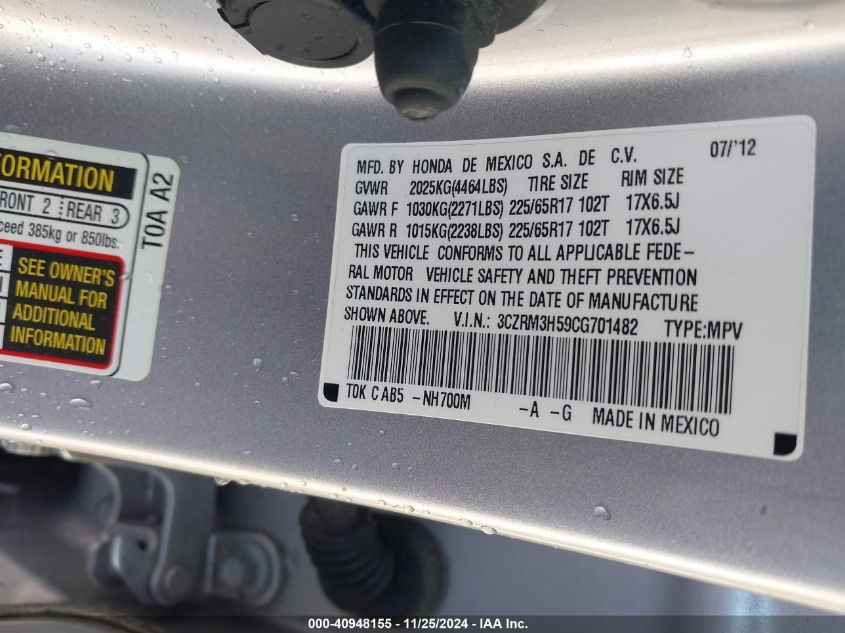 ORMATION
RONT 2 REAR 3
ceed 385kg or 850lbs.
SEE OWNER'S
MANUAL FOR
ADDITIONAL
INFORMATION
T0A A2
MFD. BY HONDA DE MEXICO S.A. DE C.V. 07/'12
GVWR 2025KG(4464LBS) TIRE SIZE RIM SIZE
GAWR F 1030KG(2271LBS) 225/65R17 102T 17X6.5J
GAWR R 1015KG(2238LBS) 225/65R17 102T 17X6.5J
THIS VEHICLE CONFORMS TO ALL APPLICABLE FEDE-
RAL MOTOR VEHICLE SAFETY AND THEFT PREVENTION
STANDARDS IN EFFECT ON THE DATE OF MANUFACTURE
SHOWN ABOVE. V.I.N.: 3CZRM3H59CG701482 TYPE:MPV
T0K C AB5 -NH700M -A -G MADE IN MEXICO
000-40948155 - 11/25/2024 - IAA Inc.